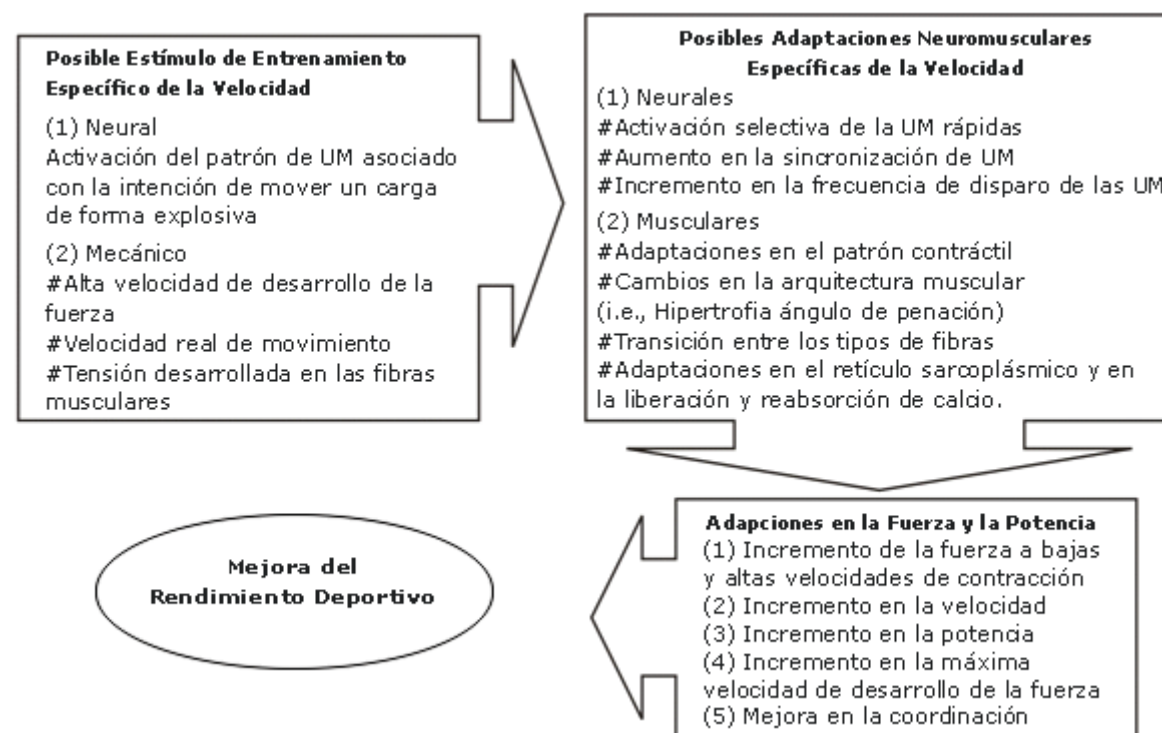 Posible Estímulo de Entrenamiento
Específico de la Velocidad
(1) Neural
Activación del patrón de UM asociado
con la intención de mover un carga
de forma explosiva
(2) Mecánico
#Alta velocidad de desarrollo de la
fuerza
#Velocidad real de movimiento
#Tensión desarrollada en las fibras
musculares
Posibles Adaptaciones Neuromusculares
Específicas de la Velocidad
(1) Neurales
#Activación selectiva de la UM rápidas
#Aumento en la sincronización de UM
#Incremento en la frecuencia de disparo de las UM
(2) Musculares
#Adaptaciones en el patrón contráctil
#Cambios en la arquitectura muscular
(i.e., Hipertrofia ángulo de penación)
#Transición entre los tipos de fibras
#Adaptaciones en el retículo sarcoplásmico y en
la liberación y reabsorción de calcio.
Adapciones en la Fuerza y la Potencia
(1) Incremento de la fuerza a bajas
y altas velocidades de contracción
(2) Incremento en la velocidad
(3) Incremento en la potencia
(4) Incremento en la máxima
velocidad de desarrollo de la fuerza
(5) Mejora en la coordinación
Mejora del
Rendimiento Deportivo